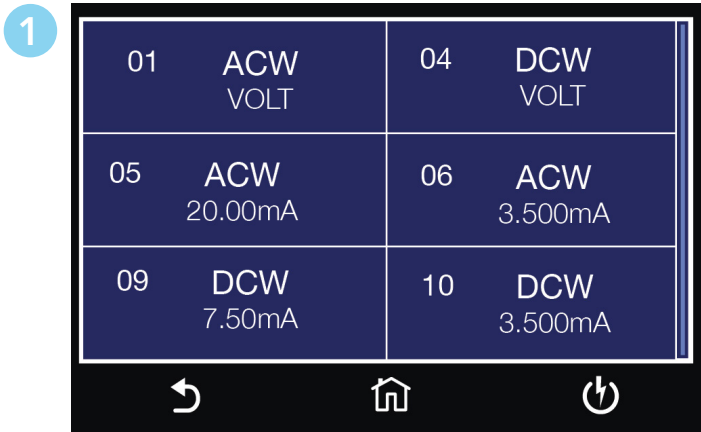 1
01 ACW
VOLT
04 DCW
VOLT
05 ACW
20.00mA
06 ACW
3.500mA
09 DCW
7.50mA
10 DCW
3.500mA